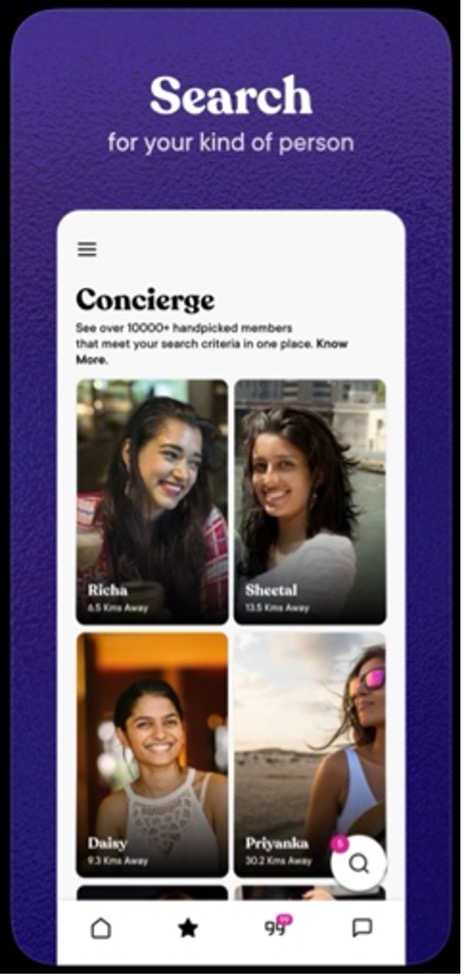 Search
for your kind of person
Concierge
See over 10000+ handpicked members
that meet your search criteria in one place. Know
More.
Richa
6.5 Kms Away
Sheetal
13.5 Kms Away
Daisy
9.3 Kms Away
Priyanka
30.2 Kms Away
5
99